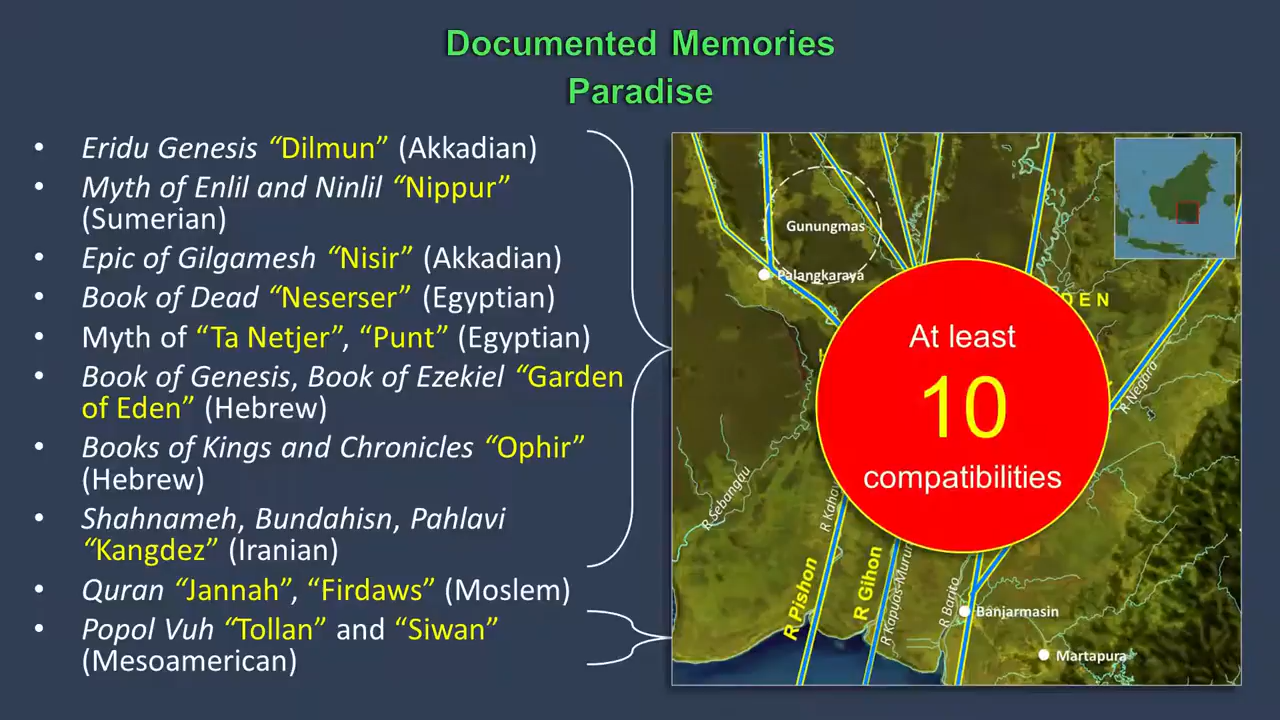 Documented Memories
Paradise
• Eridu Genesis “Dilmun” (Akkadian)
• Myth of Enlil and Ninlil “Nippur”
(Sumerian)
• Epic of Gilgamesh “Nisir” (Akkadian)
• Book of Dead “Neserser” (Egyptian)
• Myth of “Ta Netjer”, “Punt” (Egyptian)
• Book of Genesis, Book of Ezekiel “Garden
of Eden” (Hebrew)
• Books of Kings and Chronicles “Ophir”
(Hebrew)
• Shahnameh, Bundahisn, Pahlavi
“Kangdez” (Iranian)
• Quran “Jannah”, “Firdaws” (Moslem)
• Popol Vuh “Tollan” and “Siwan”
(Mesoamerican)
Gunungmas
Palangkaraya
DEN
At least
10
compatibilities
R Negara
R Sebangau
R Kaha
R Pishon
R Gihon
R Kapuas-Murun
R Barito
Banjarmasin
Martapura